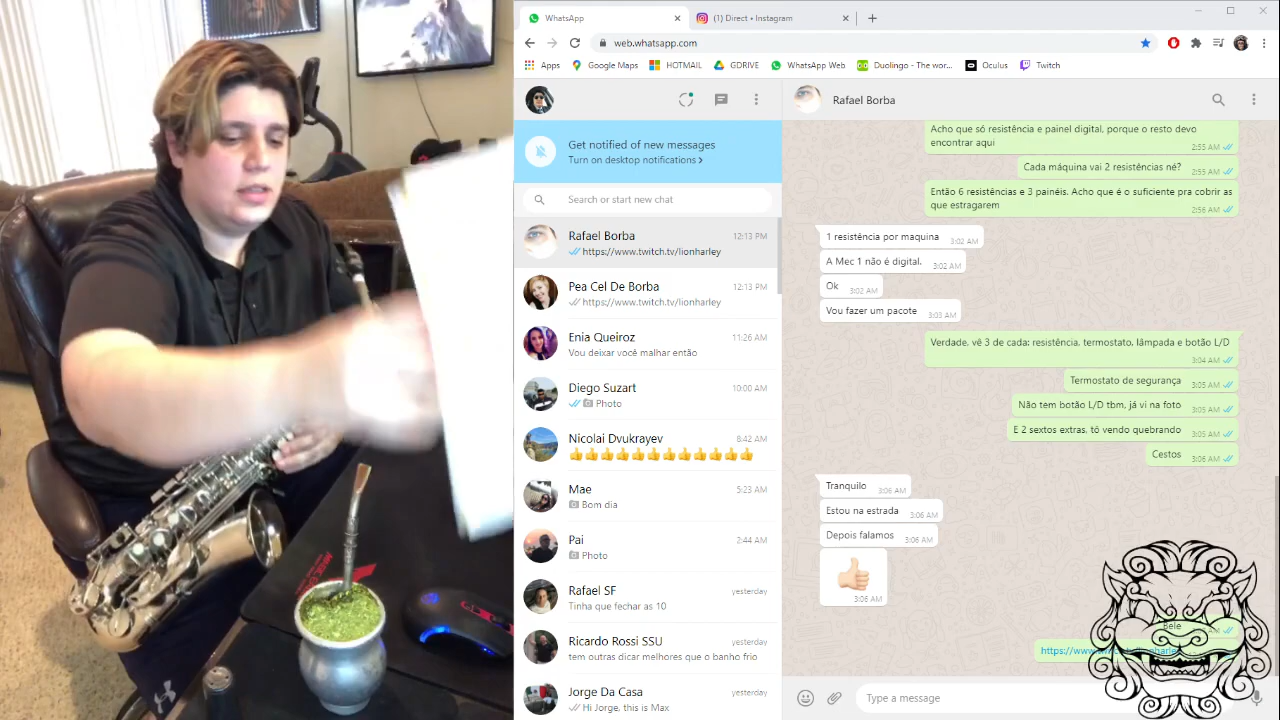 WhatsApp
(1) Direct • Instagram
web.whatsapp.com
Apps
Google Maps
HOTMAIL
GDRIVE
WhatsApp Web
Duolingo - The wor...
Oculus
Twitch
Get notified of new messages
Turn on desktop notifications >
Search or start new chat
Rafael Borba 12:13 PM
https://www.twitch.tv/lionharley
Pea Cel De Borba 12:13 PM
https://www.twitch.tv/lionharley
Enia Queiroz 11:26 AM
Vou deixar você malhar então
Diego Suzart 10:00 AM
Photo
Nicolai Dvukrayev 8:42 AM
👍👍👍👍👍👍👍👍👍👍👍👍
Mae 5:23 AM
Bom dia
Pai 2:44 AM
Photo
Rafael SF yesterday
Tinha que fechar as 10
Ricardo Rossi SSU yesterday
tem outras dicar melhores que o banho frio
Jorge Da Casa yesterday
Hi Jorge, this is Max
Rafael Borba
Acho que só resistência e painel digital, porque o resto devo
encontrar aqui 2:55 AM
Cada máquina vai 2 resistências né? 2:55 AM
Então 6 resistências e 3 painéis. Acho que é o suficiente pra cobrir as
que estragarem 2:56 AM
1 resistência por maquina 3:02 AM
A Mec 1 não é digital. 3:02 AM
Ok 3:02 AM
Vou fazer um pacote 3:03 AM
Verdade, vê 3 de cada: resistência, termostato, lâmpada e botão L/D
3:04 AM
Termostato de segurança 3:05 AM
Não tem botão L/D tbm, já vi na foto 3:05 AM
E 2 sextos extras, tô vendo quebrando 3:05 AM
Cestos 3:06 AM
Tranquilo 3:06 AM
Estou na estrada 3:06 AM
Depois falamos 3:06 AM
👍🏻
3:06 AM
Bele
Type a message